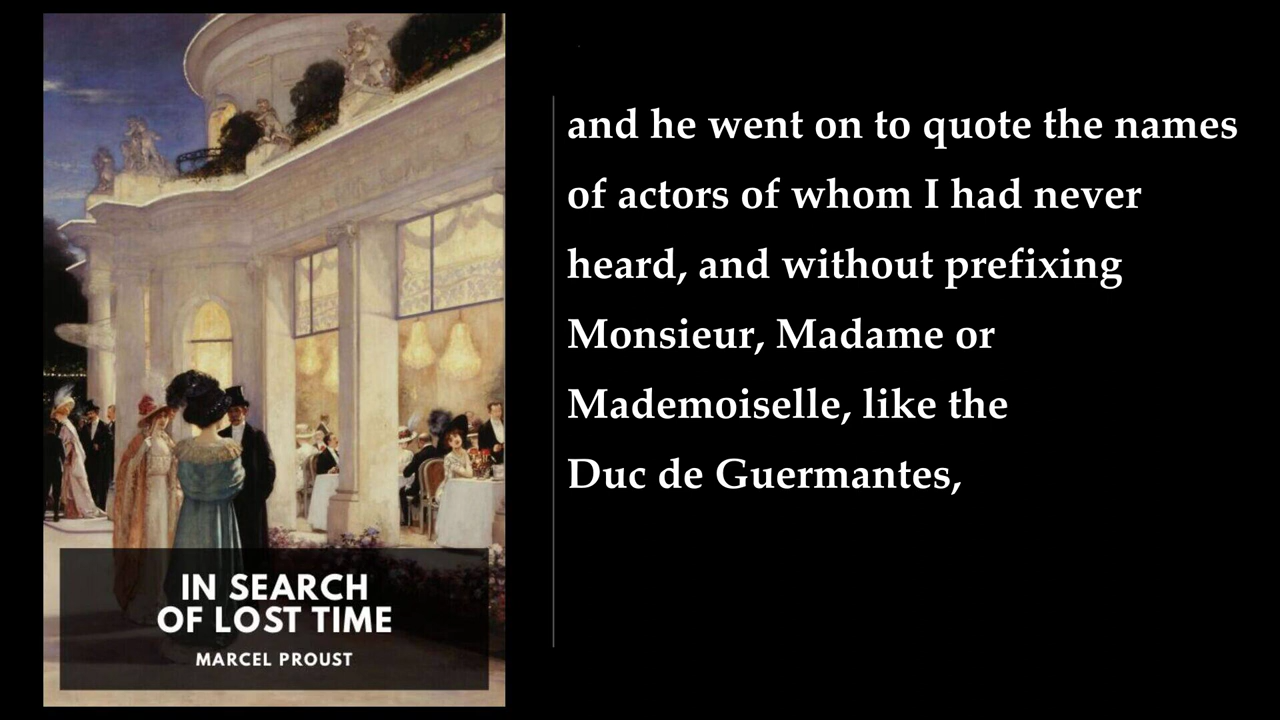 and he went on to quote the names
of actors of whom I had never
heard, and without prefixing
Monsieur, Madame or
Mademoiselle, like the
Duc de Guermantes,
IN SEARCH
OF LOST TIME
MARCEL PROUST